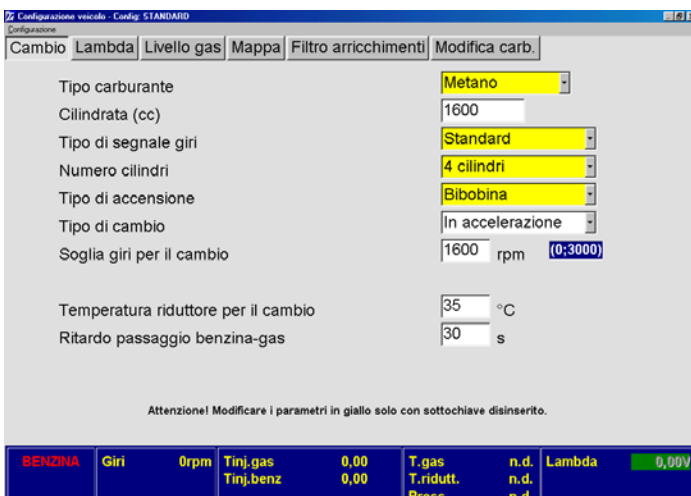 Configurazione veicolo - Config: STANDARD
Configurazione
Cambio Lambda Livello gas Mappa Filtro arricchimenti Modifica carb.
Tipo carburante Metano
Cilindrata (cc) 1600
Tipo di segnale giri Standard
Numero cilindri 4 cilindri
Tipo di accensione Bibobina
Tipo di cambio In accelerazione
Soglia giri per il cambio 1600 rpm (0;3000)
Temperatura riduttore per il cambio 35 °C
Ritardo passaggio benzina-gas 30 s
Attenzione! Modificare i parametri in giallo solo con sottochiave disinserito.
BENZINA Giri 0rpm Tinj.gas 0,00 T.gas n.d. Lambda 0,00V
Tinj.benz 0,00 T.ridutt. n.d.
Press n.d.